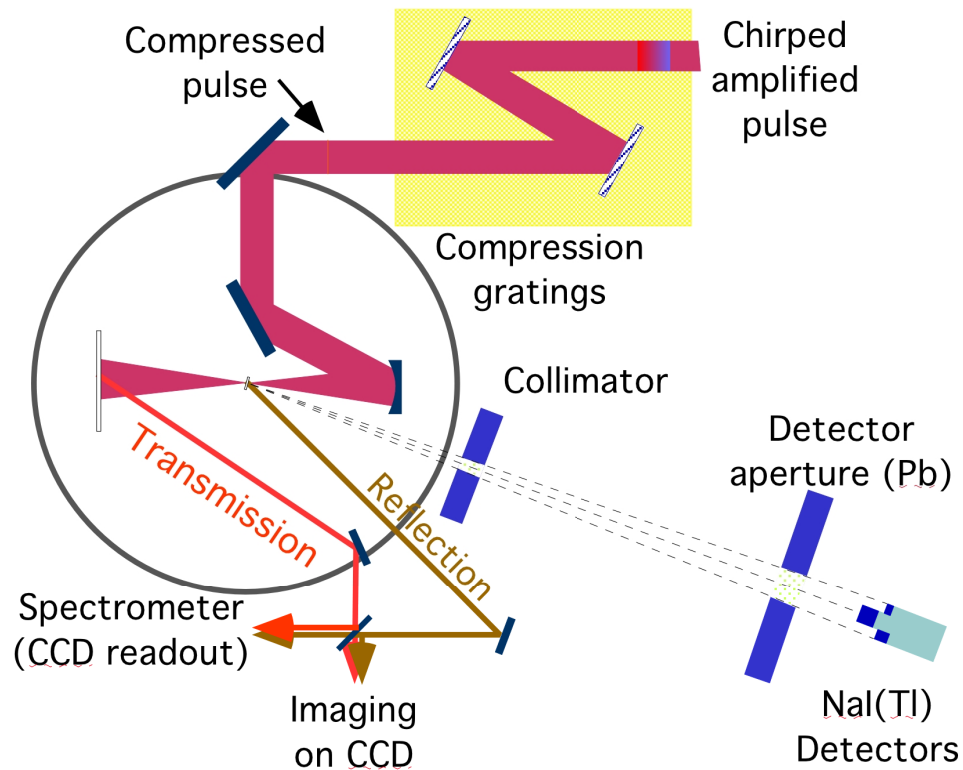 Compressed
pulse
Chirped
amplified
pulse
Compression
gratings
Collimator
Detector
aperture (Pb)
Transmission
Reflection
Spectrometer
(CCD readout)
Imaging
on CCD
NaI(Tl)
Detectors